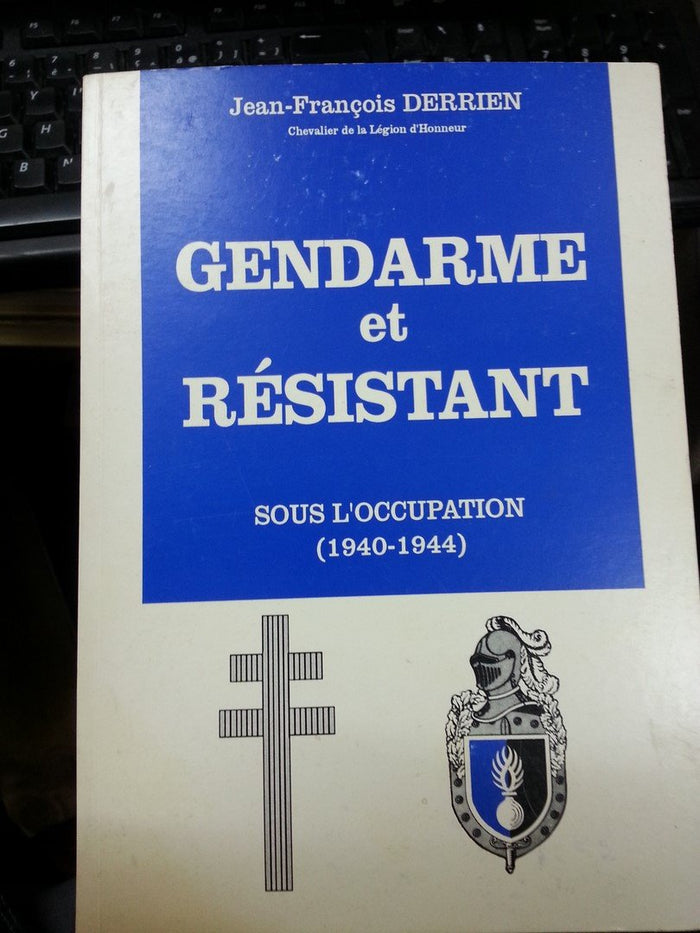 Jean-François DERRIEN
Chevalier de la Légion d'Honneur
GENDARME
et
RÉSISTANT
SOUS L'OCCUPATION
(1940-1944)